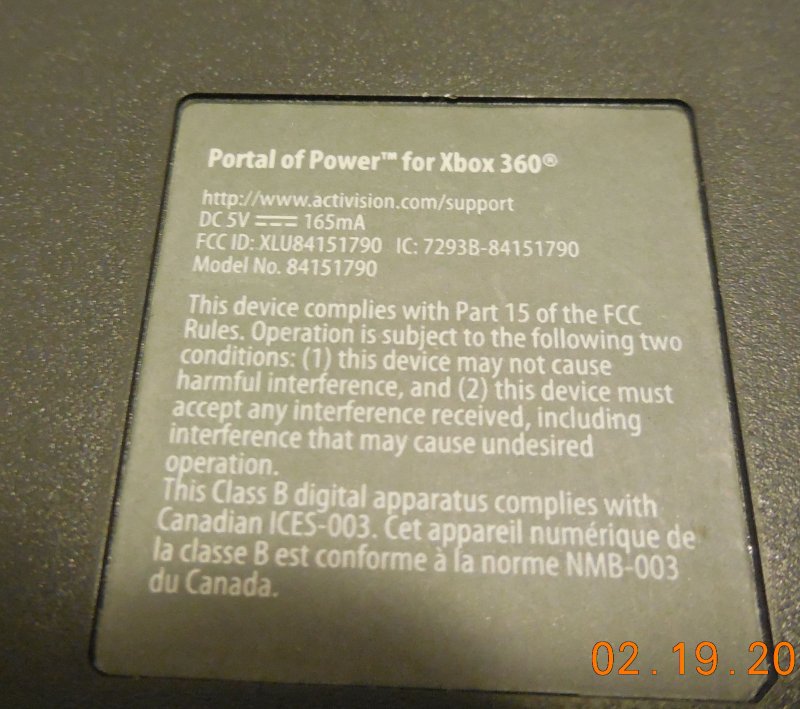 Portal of Power™ for Xbox 360®
http://www.activision.com/support
DC 5V ⎓ 165mA
FCC ID: XLU84151790 IC: 7293B-84151790
Model No. 84151790
This device complies with Part 15 of the FCC
Rules. Operation is subject to the following two
conditions: (1) this device may not cause
harmful interference, and (2) this device must
accept any interference received, including
interference that may cause undesired
operation.
This Class B digital apparatus complies with
Canadian ICES-003. Cet appareil numérique de
la classe B est conforme à la norme NMB-003
du Canada.
02.19.20